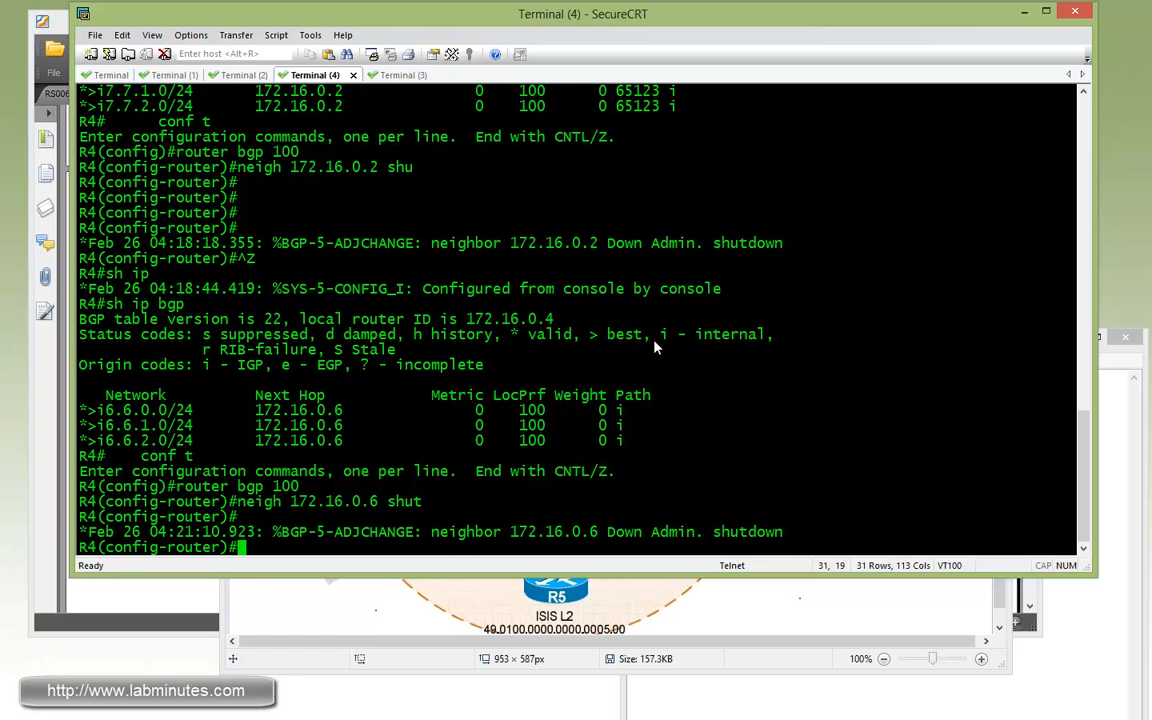 Terminal (4) - SecureCRT
File Edit View Options Transfer Script Tools Help
Enter host <Alt+R>
File
Terminal Terminal (1) Terminal (2) Terminal (4) Terminal (3)
RS006
*>i7.7.1.0/24 172.16.0.2 0 100 0 65123 i
*>i7.7.2.0/24 172.16.0.2 0 100 0 65123 i
R4# conf t
Enter configuration commands, one per line. End with CNTL/Z.
R4(config)#router bgp 100
R4(config-router)#neigh 172.16.0.2 shu
R4(config-router)#
R4(config-router)#
R4(config-router)#
R4(config-router)#
*Feb 26 04:18:18.355: %BGP-5-ADJCHANGE: neighbor 172.16.0.2 Down Admin. shutdown
R4(config-router)#^Z
R4#sh ip
*Feb 26 04:18:44.419: %SYS-5-CONFIG_I: Configured from console by console
R4#sh ip bgp
BGP table version is 22, local router ID is 172.16.0.4
Status codes: s suppressed, d damped, h history, * valid, > best, i - internal,
r RIB-failure, S Stale
Origin codes: i - IGP, e - EGP, ? - incomplete
Network Next Hop Metric LocPrf Weight Path
*>i6.6.0.0/24 172.16.0.6 0 100 0 i
*>i6.6.1.0/24 172.16.0.6 0 100 0 i
*>i6.6.2.0/24 172.16.0.6 0 100 0 i
R4# conf t
Enter configuration commands, one per line. End with CNTL/Z.
R4(config)#router bgp 100
R4(config-router)#neigh 172.16.0.6 shut
R4(config-router)#
*Feb 26 04:21:10.923: %BGP-5-ADJCHANGE: neighbor 172.16.0.6 Down Admin. shutdown
R4(config-router)#
Ready Telnet 31, 19 31 Rows, 113 Cols VT100 CAP NUM
R5
ISIS L2
49.0100.0000.0000.0005.00
953 × 587px Size: 157.3KB 100%
http://www.labminutes.com